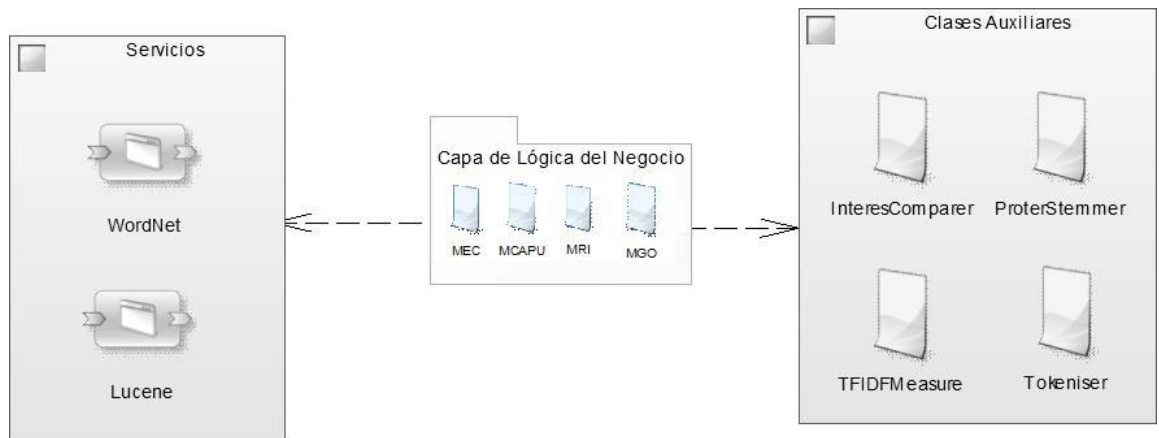 Servicios
WordNet
Lucene
Capa de Lógica del Negocio
MEC MCAPU MRI MGO
Clases Auxiliares
InteresComparer ProterStemmer
TFIDFMeasure Tokeniser